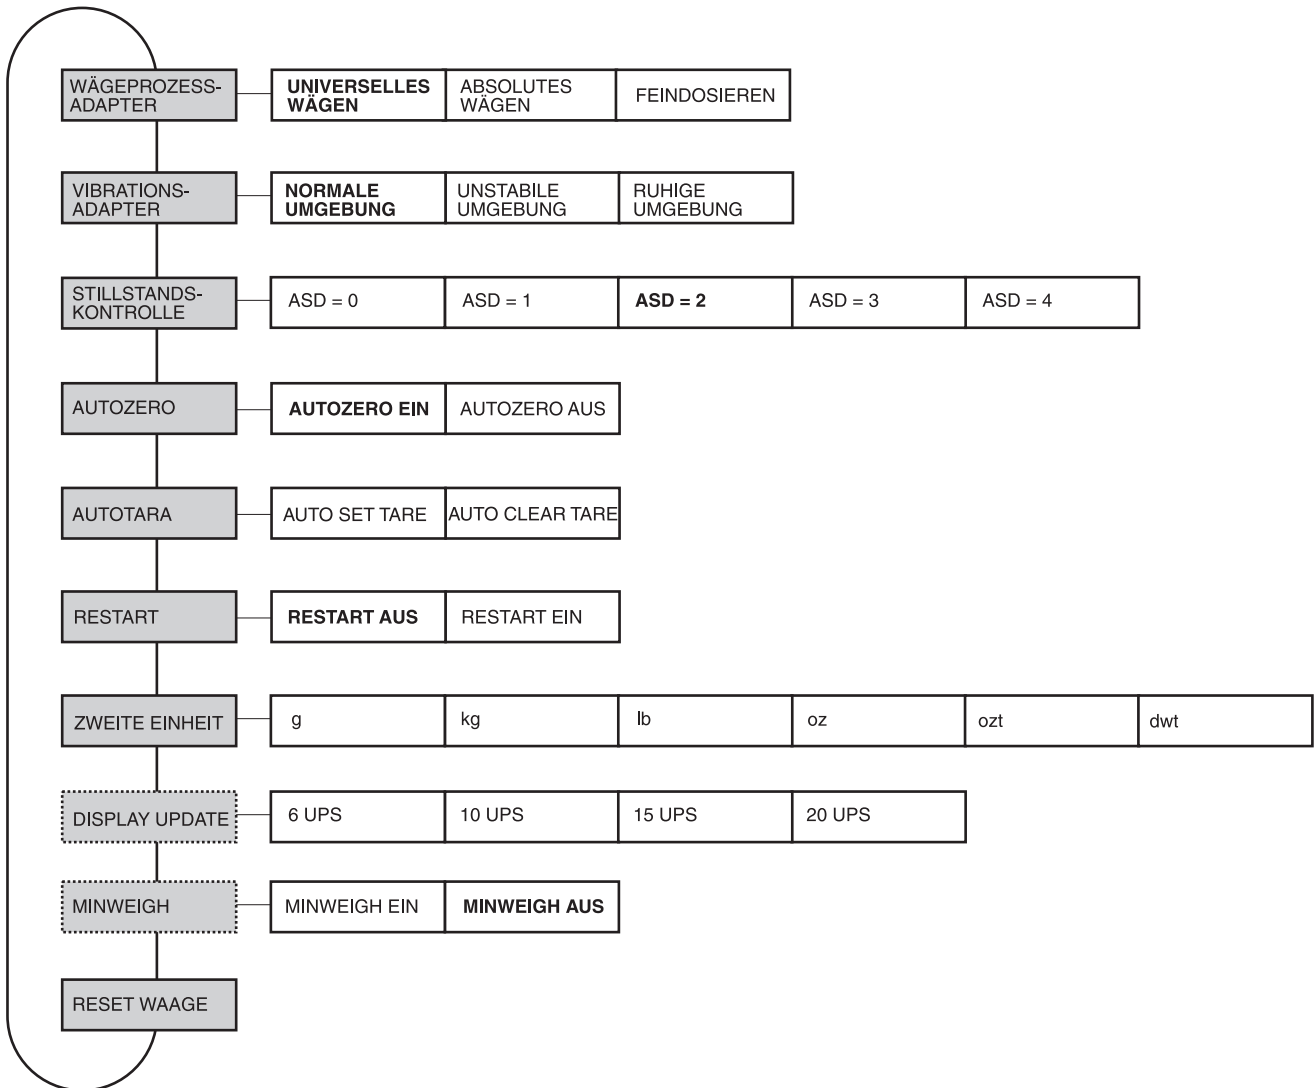 WÄGEPROZESS-
ADAPTER
UNIVERSELLES
WÄGEN
ABSOLUTES
WÄGEN
FEINDOSIEREN
VIBRATIONS-
ADAPTER
NORMALE
UMGEBUNG
UNSTABILE
UMGEBUNG
RUHIGE
UMGEBUNG
STILLSTANDS-
KONTROLLE
ASD = 0
ASD = 1
ASD = 2
ASD = 3
ASD = 4
AUTOZERO
AUTOZERO EIN
AUTOZERO AUS
AUTOTARA
AUTO SET TARE
AUTO CLEAR TARE
RESTART
RESTART AUS
RESTART EIN
ZWEITE EINHEIT
g
kg
lb
oz
ozt
dwt
DISPLAY UPDATE
6 UPS
10 UPS
15 UPS
20 UPS
MINWEIGH
MINWEIGH EIN
MINWEIGH AUS
RESET WAAGE